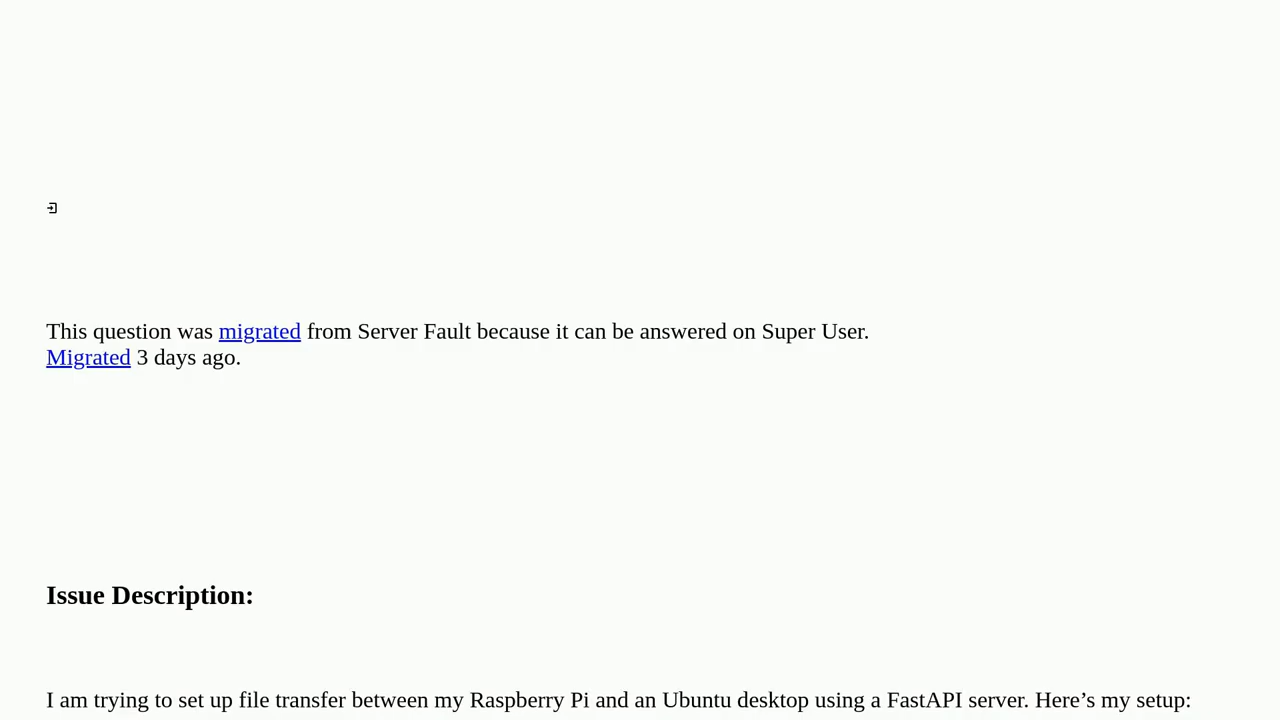 This question was migrated from Server Fault because it can be answered on Super User.
Migrated 3 days ago.
Issue Description:
I am trying to set up file transfer between my Raspberry Pi and an Ubuntu desktop using a FastAPI server. Here’s my setup: